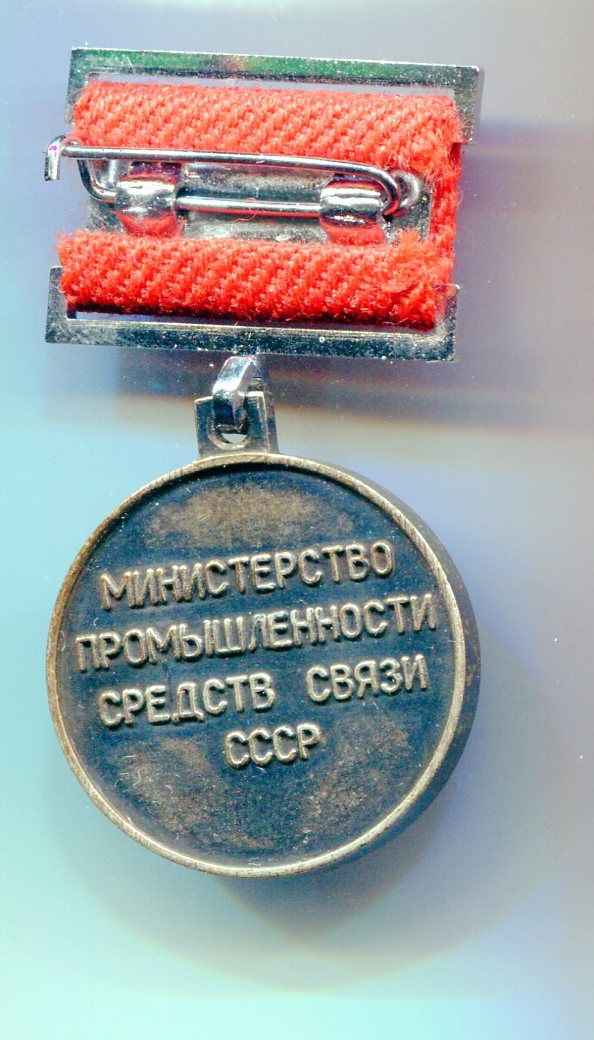 МИНИСТЕРСТВО
ПРОМЫШЛЕННОСТИ
СРЕДСТВ СВЯЗИ
СССР